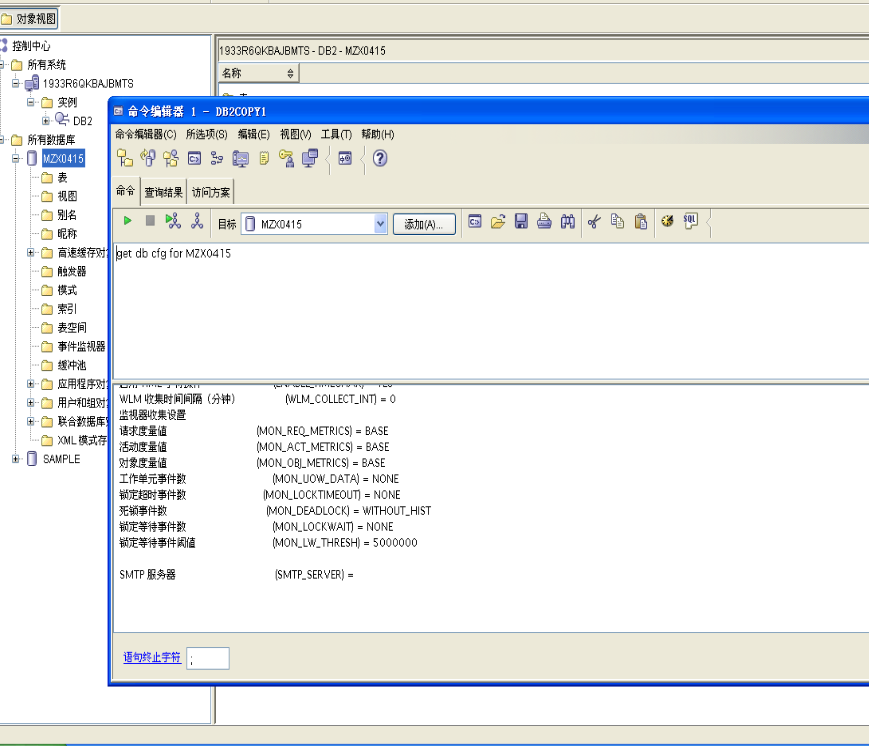 对象视图
控制中心
所有系统
1933R6QKBAJBMTS
实例
DB2
所有数据库
MZX0415
表
视图
别名
昵称
高速缓存对
触发器
模式
索引
表空间
事件监视器
缓冲池
应用程序对
用户和组对
联合数据库
XML 模式存
SAMPLE
1933R6QKBAJBMTS - DB2 - MZX0415
名称
命令编辑器 1 - DB2COPY1
命令编辑器(C) 所选项(S) 编辑(E) 视图(V) 工具(T) 帮助(H)
命令 查询结果 访问方案
目标 MZX0415 添加(A)...
get db cfg for MZX0415
WLM 收集时间间隔（分钟） (WLM_COLLECT_INT) = 0
监视器收集设置
请求度量值 (MON_REQ_METRICS) = BASE
活动度量值 (MON_ACT_METRICS) = BASE
对象度量值 (MON_OBJ_METRICS) = BASE
工作单元事件数 (MON_UOW_DATA) = NONE
锁定超时事件数 (MON_LOCKTIMEOUT) = NONE
死锁事件数 (MON_DEADLOCK) = WITHOUT_HIST
锁定等待事件数 (MON_LOCKWAIT) = NONE
锁定等待事件阈值 (MON_LW_THRESH) = 5000000
SMTP 服务器 (SMTP_SERVER) =
语句终止字符 ;